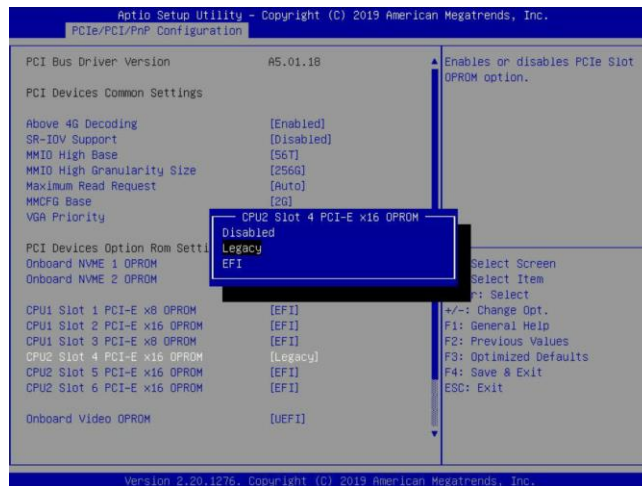 Aptio Setup Utility – Copyright (C) 2019 American Megatrends, Inc.
PCIe/PCI/PnP Configuration
PCI Bus Driver Version A5.01.18
Enables or disables PCIe Slot
OPROM option.
PCI Devices Common Settings
Above 4G Decoding [Enabled]
SR-IOV Support [Disabled]
MMIO High Base [56T]
MMIO High Granularity Size [256G]
Maximum Read Request [Auto]
MMCFG Base [2G]
VGA Priority
CPU2 Slot 4 PCI-E x16 OPROM
Disabled
Legacy
EFI
PCI Devices Option Rom Setti
Onboard NVME 1 OPROM
Onboard NVME 2 OPROM
CPU1 Slot 1 PCI-E x8 OPROM [EFI]
CPU1 Slot 2 PCI-E x16 OPROM [EFI]
CPU1 Slot 3 PCI-E x8 OPROM [EFI]
CPU2 Slot 4 PCI-E x16 OPROM [Legacy]
CPU2 Slot 5 PCI-E x16 OPROM [EFI]
CPU2 Slot 6 PCI-E x16 OPROM [EFI]
Onboard Video OPROM [UEFI]
Select Screen
Select Item
r: Select
+/-: Change Opt.
F1: General Help
F2: Previous Values
F3: Optimized Defaults
F4: Save & Exit
ESC: Exit
Version 2.20.1276. Copyright (C) 2019 American Megatrends, Inc.